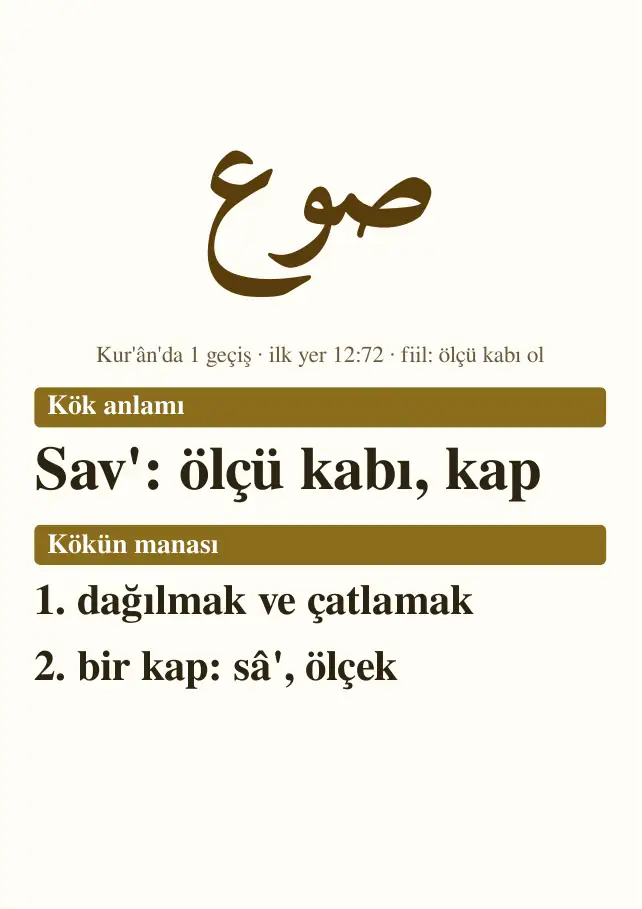 صوع
Kur'ân'da 1 geçiş · ilk yer 12:72 · fiil: ölçü kabı ol
Kök anlamı
Sav': ölçü kabı, kap
Kökün manası
1. dağılmak ve çatlamak
2. bir kap: sâ', ölçek